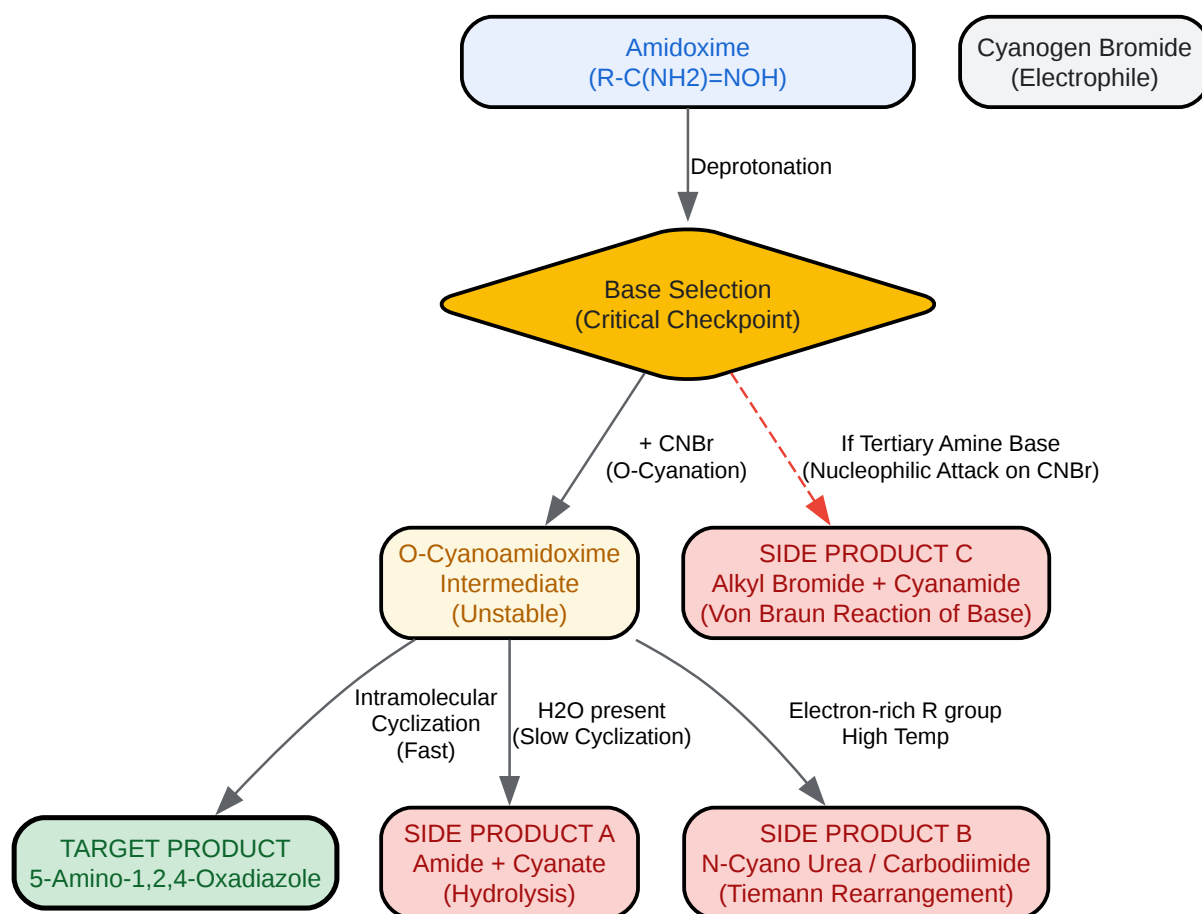 Amidoxime
(R-C(NH2)=NOH)
Cyanogen Bromide
(Electrophile)
Deprotonation
Base Selection
(Critical Checkpoint)
+ CNBr
(O-Cyanation)
If Tertiary Amine Base
(Nucleophilic Attack on CNBr)
O-Cyanoamidoxime
Intermediate
(Unstable)
SIDE PRODUCT C
Alkyl Bromide + Cyanamide
(Von Braun Reaction of Base)
Intramolecular
Cyclization
(Fast)
H2O present
(Slow Cyclization)
Electron-rich R group
High Temp
TARGET PRODUCT
5-Amino-1,2,4-Oxadiazole
SIDE PRODUCT A
Amide + Cyanate
(Hydrolysis)
SIDE PRODUCT B
N-Cyano Urea / Carbodiimide
(Tiemann Rearrangement)